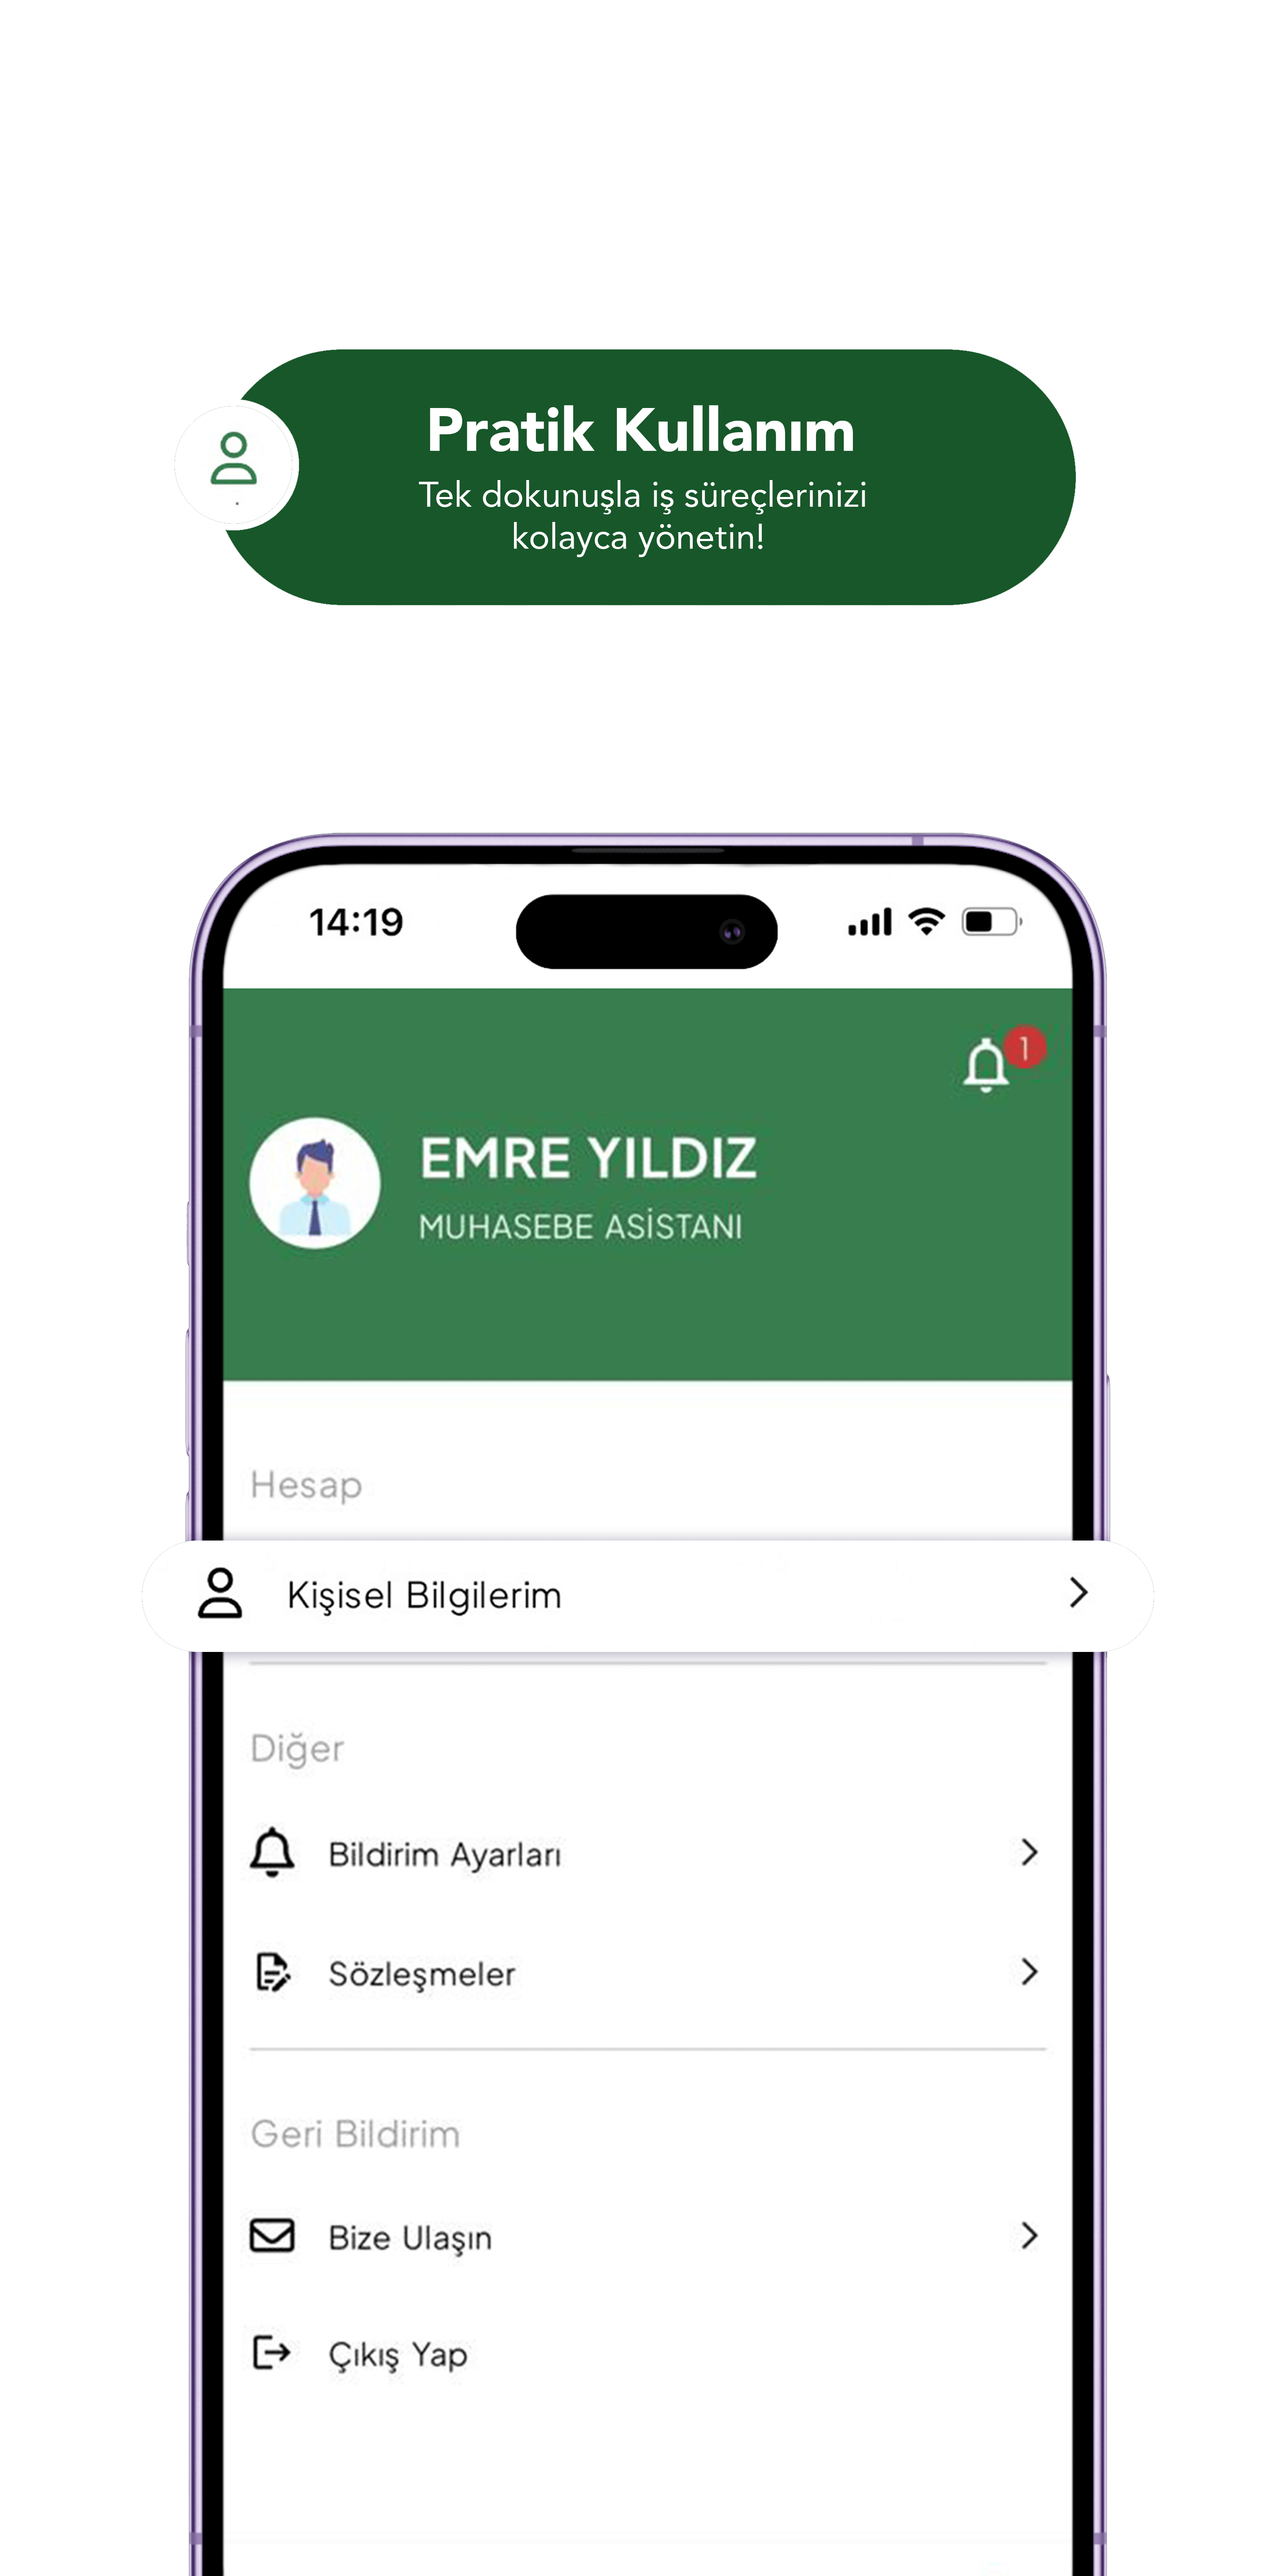 Pratik Kullanım
Tek dokunuşla iş süreçlerinizi
kolayca yönetin!
14:19
1
EMRE YILDIZ
MUHASEBE ASİSTANI
Hesap
Kişisel Bilgilerim
Diğer
Bildirim Ayarları
Sözleşmeler
Geri Bildirim
Bize Ulaşın
Çıkış Yap